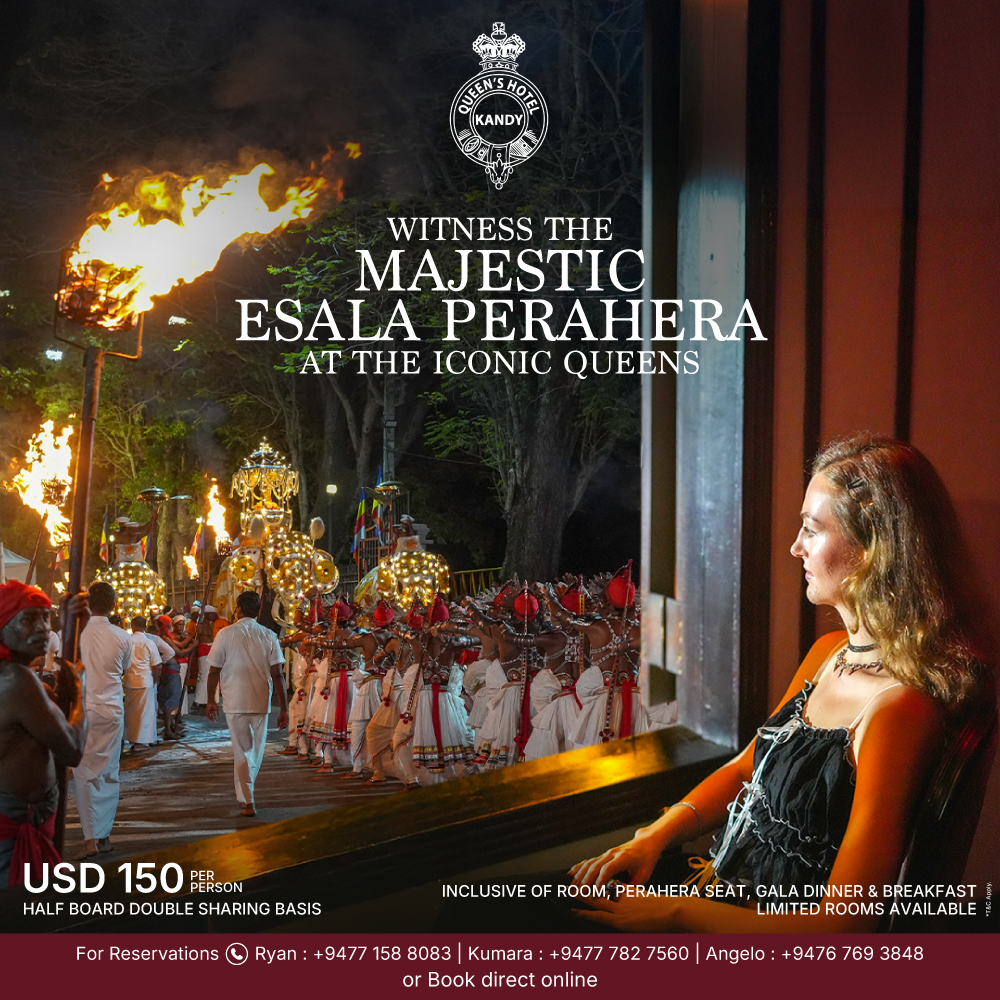 QUEEN'S HOTEL
KANDY
WITNESS THE
MAJESTIC
ESALA PERAHERA
AT THE ICONIC QUEENS
USD 150 PER PERSON
HALF BOARD DOUBLE SHARING BASIS
INCLUSIVE OF ROOM, PERAHERA SEAT, GALA DINNER & BREAKFAST
LIMITED ROOMS AVAILABLE
*T&C Apply.
For Reservations Ryan : +9477 158 8083 | Kumara : +9477 782 7560 | Angelo : +9476 769 3848
or Book direct online